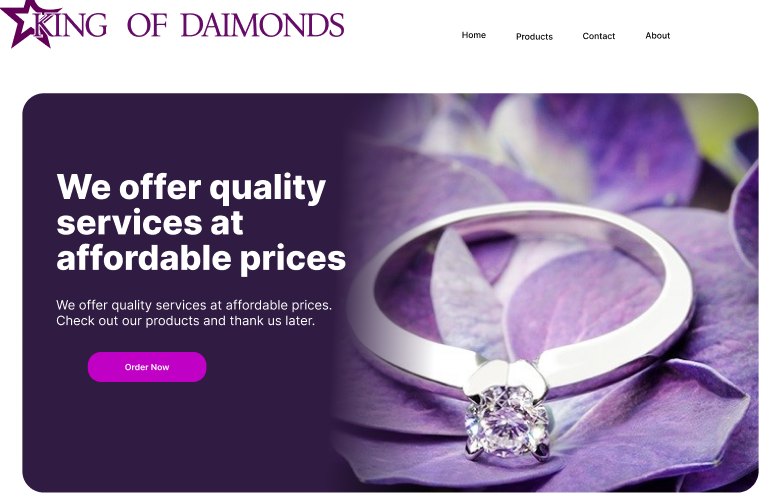 KING OF DAIMONDS
Home Products Contact About
We offer quality
services at
affordable prices
We offer quality services at affordable prices.
Check out our products and thank us later.
Order Now